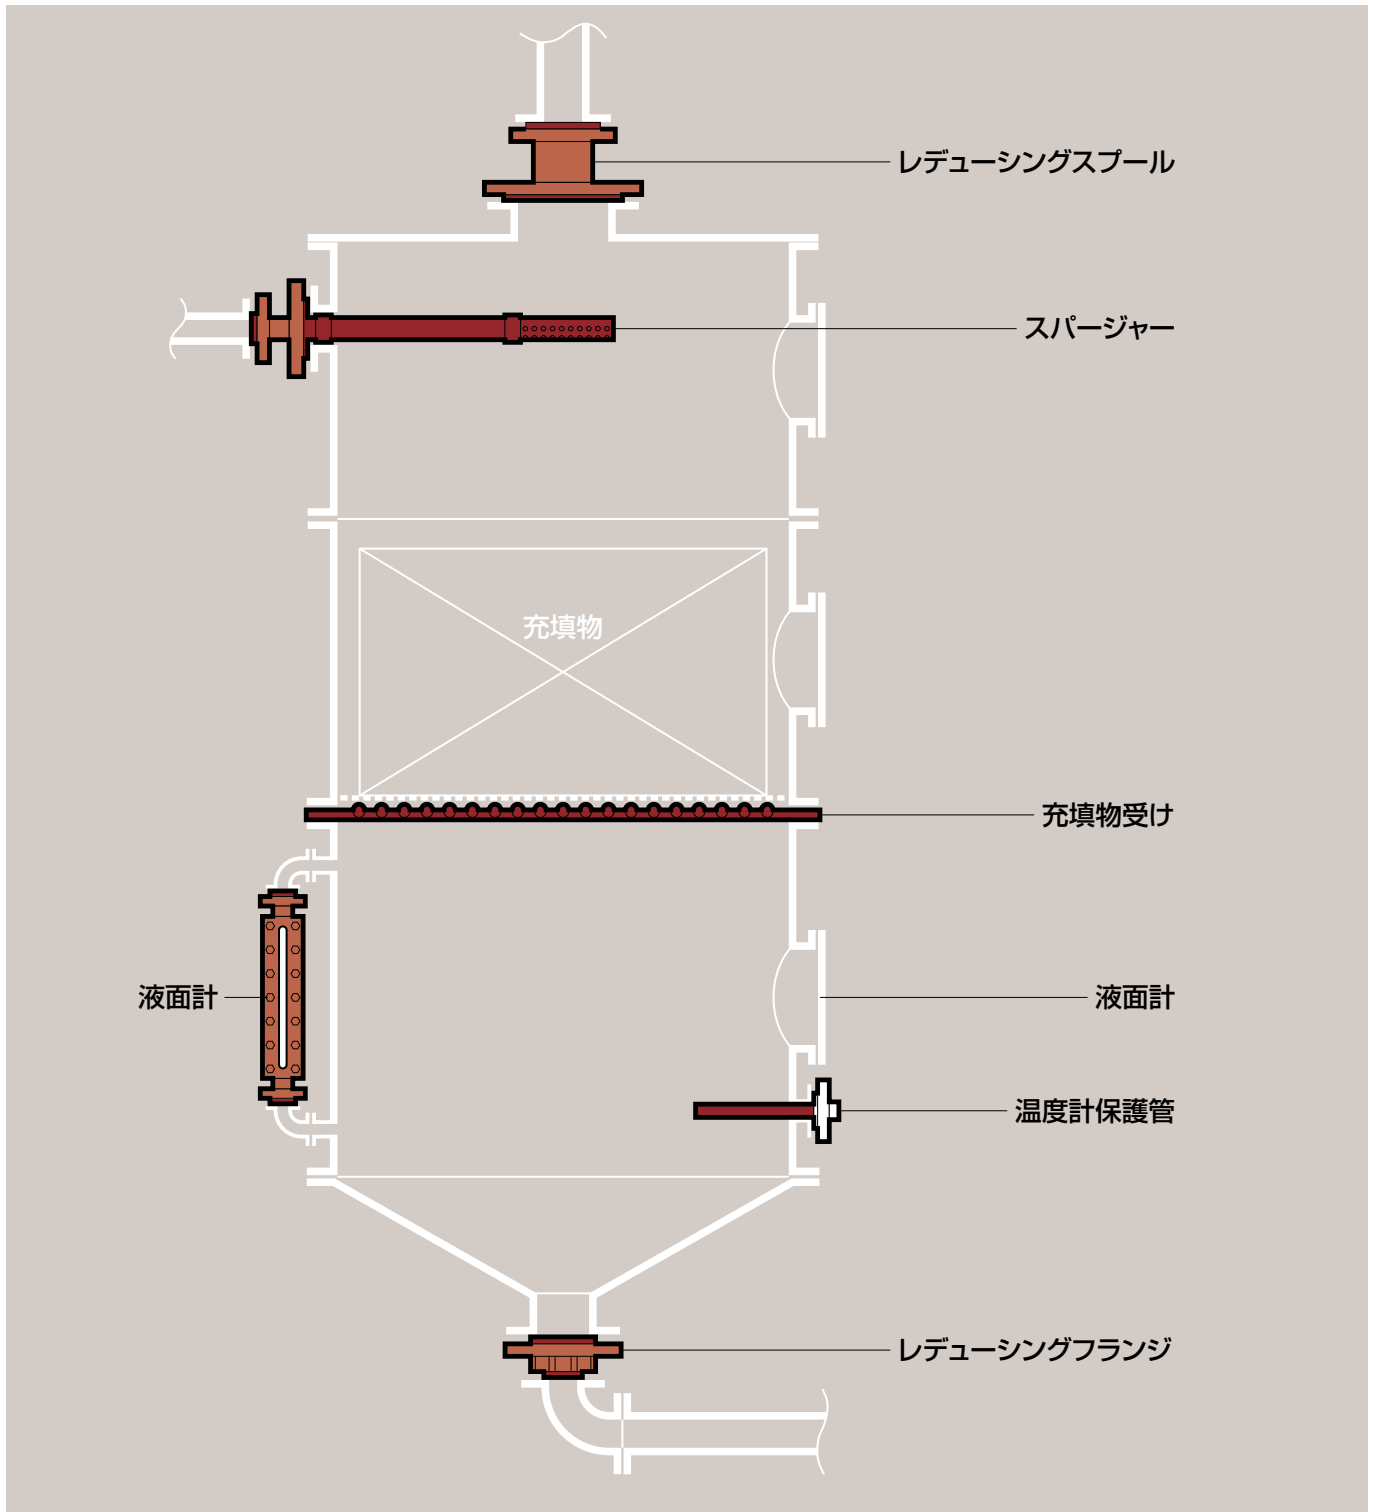 レデューシングスプール
スパージャー
充填物
充填物受け
液面計
液面計
温度計保護管
レデューシングフランジ